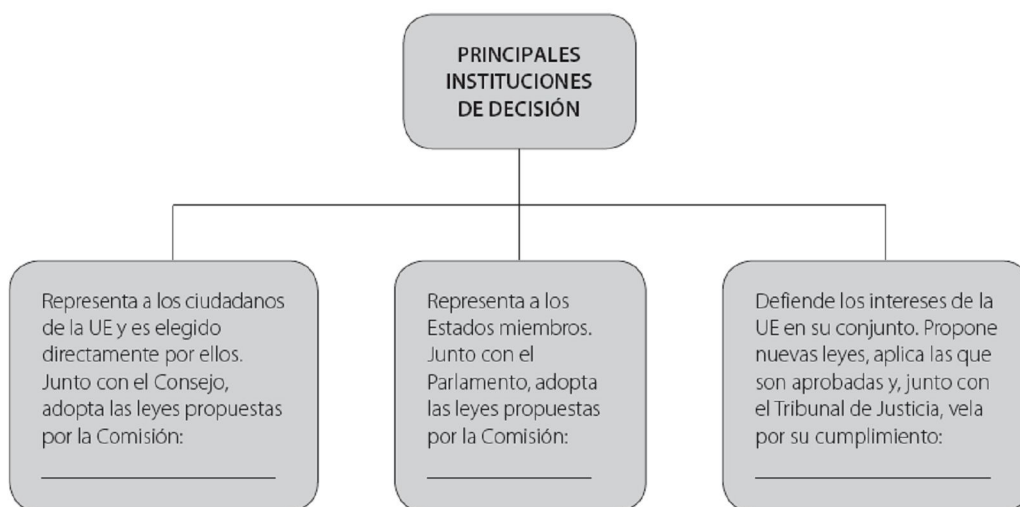 PRINCIPALES
INSTITUCIONES
DE DECISIÓN
Representa a los ciudadanos
de la UE y es elegido
directamente por ellos.
Junto con el Consejo,
adopta las leyes propuestas
por la Comisión:
Representa a los
Estados miembros.
Junto con el
Parlamento, adopta
las leyes propuestas
por la Comisión:
Defiende los intereses de la
UE en su conjunto. Propone
nuevas leyes, aplica las que
son aprobadas y, junto con
el Tribunal de Justicia, vela
por su cumplimiento: